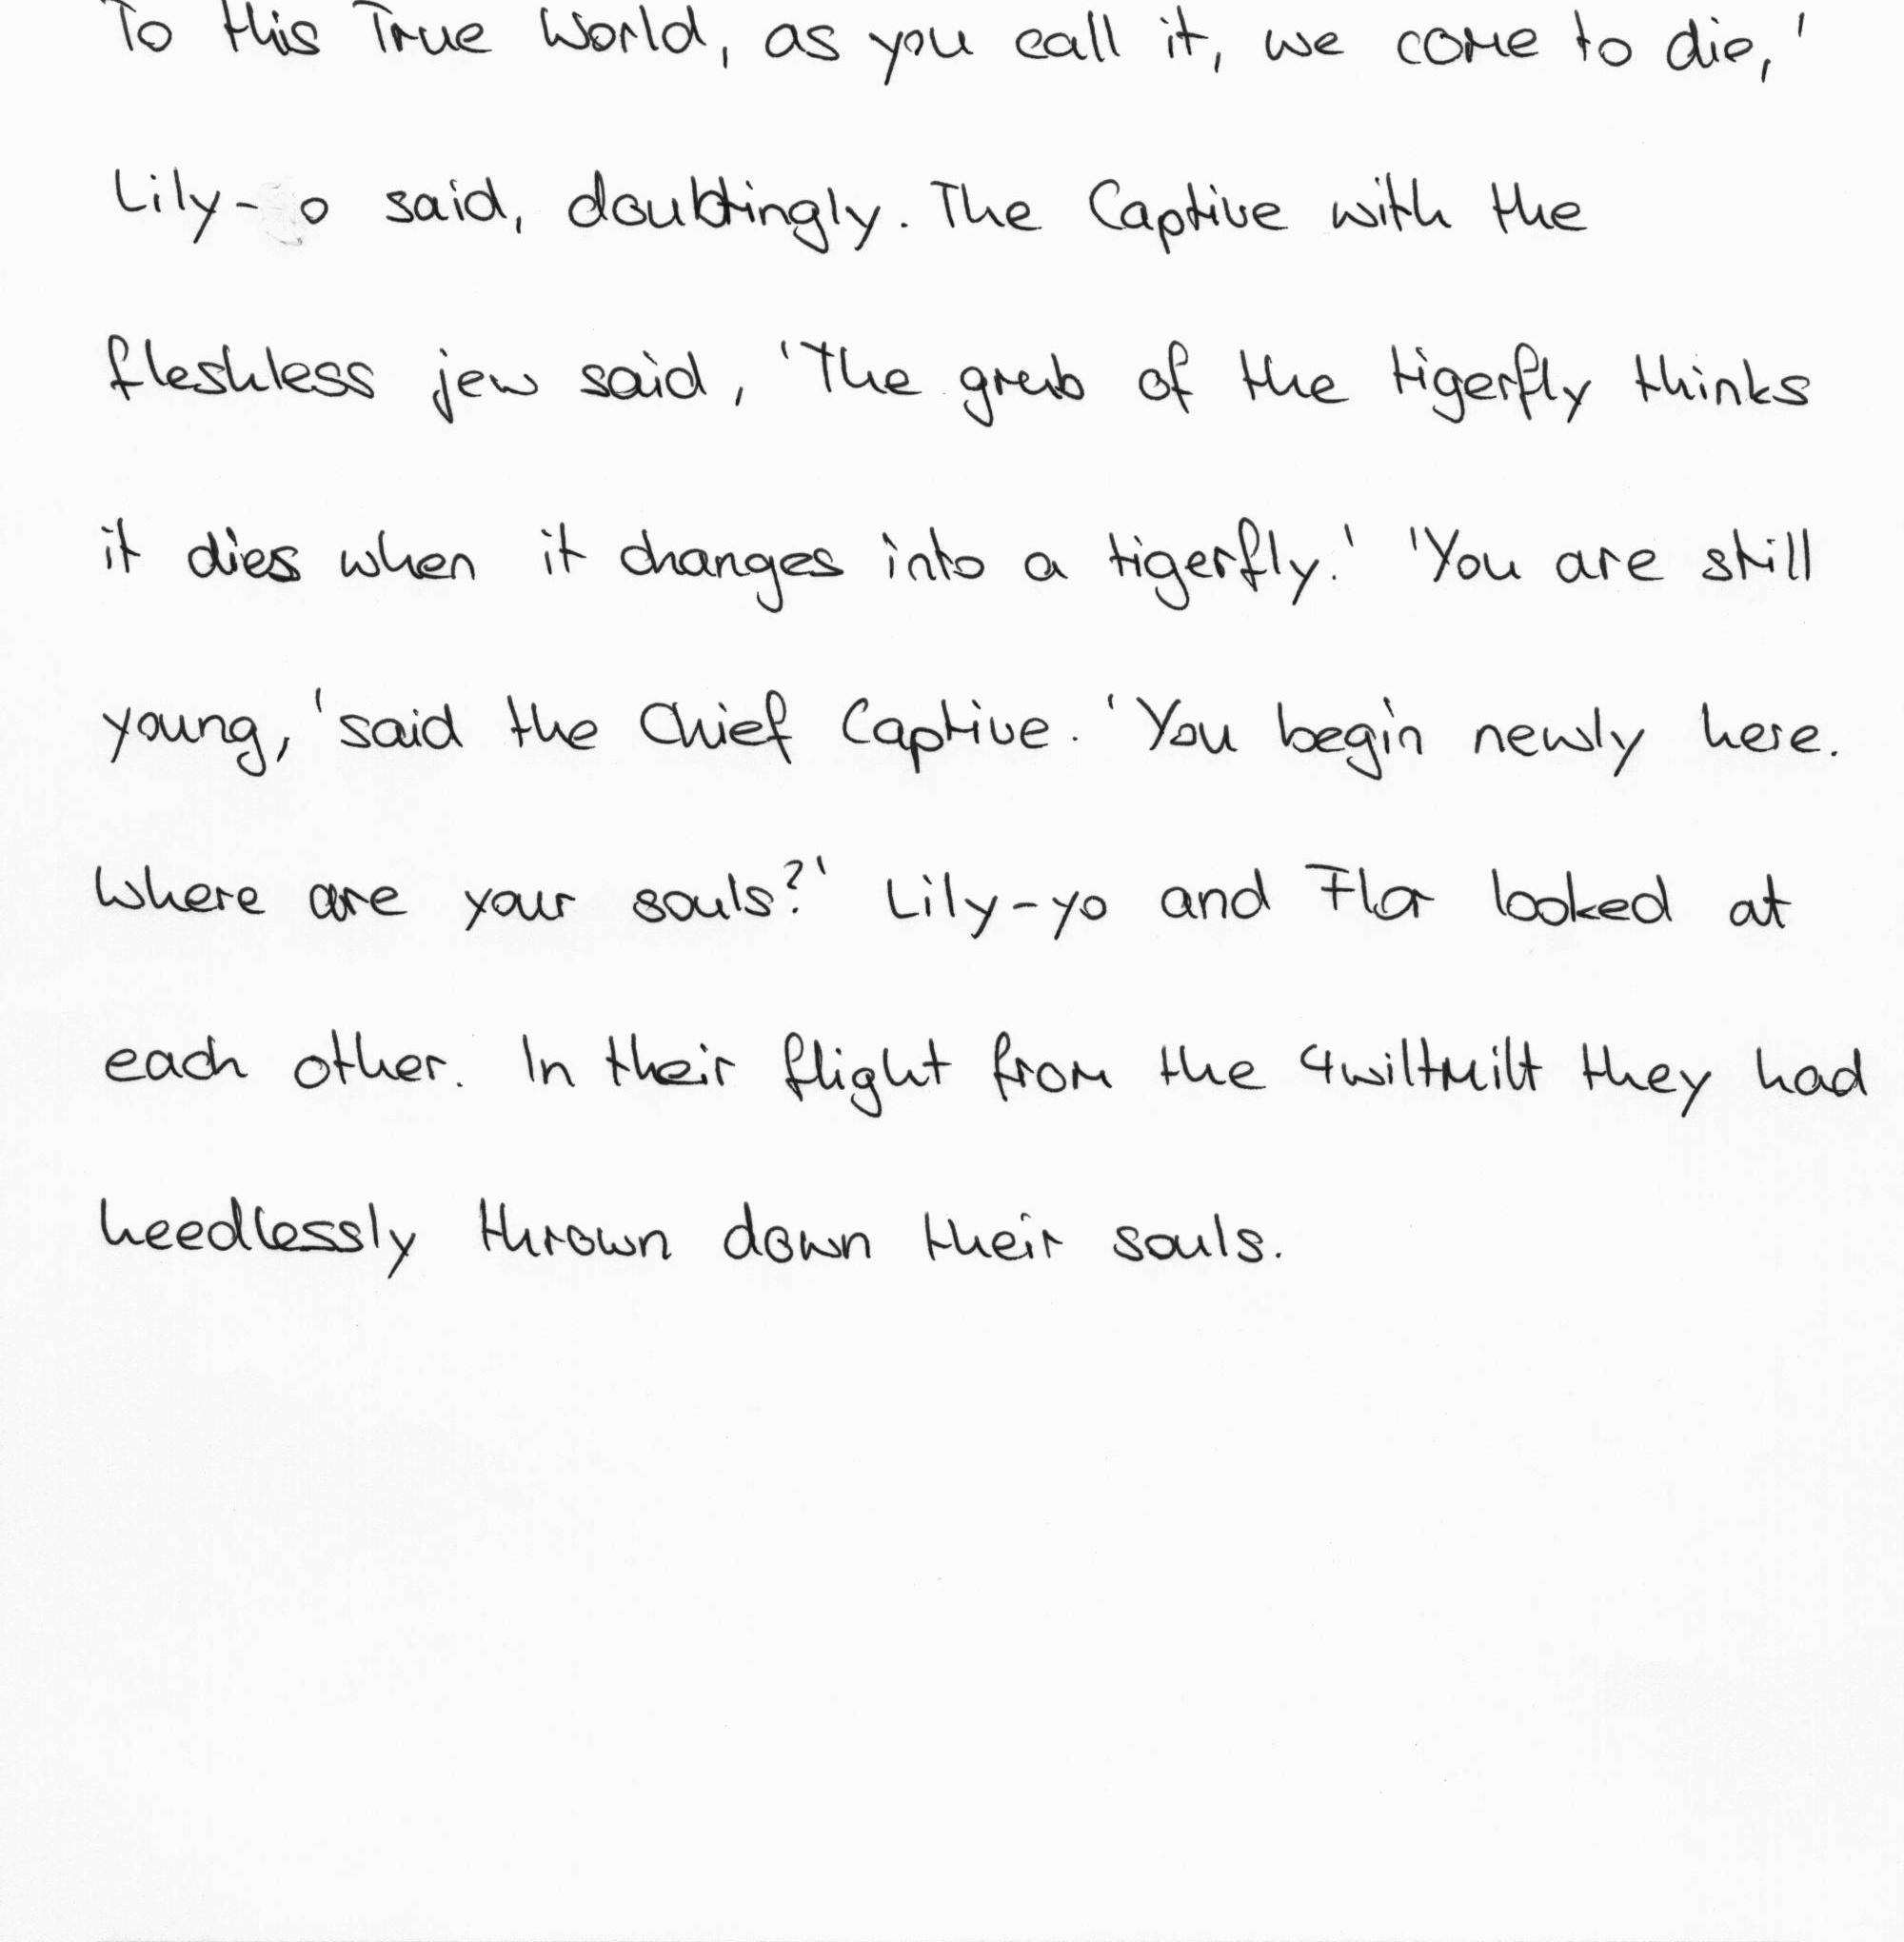 To this True World, as you call it, we come to die,'
Lily- o said, doubtingly. The Captive with the
fleshless jew said, 'The grub of the tigerfly thinks
it dies when it changes into a tigerfly.' 'You are still
young,' said the Chief Captive. 'You begin newly here.
Where are your souls?' Lily-yo and Flor looked at
each other. In their flight from the 4wiltmilt they had
heedlessly thrown down their souls.